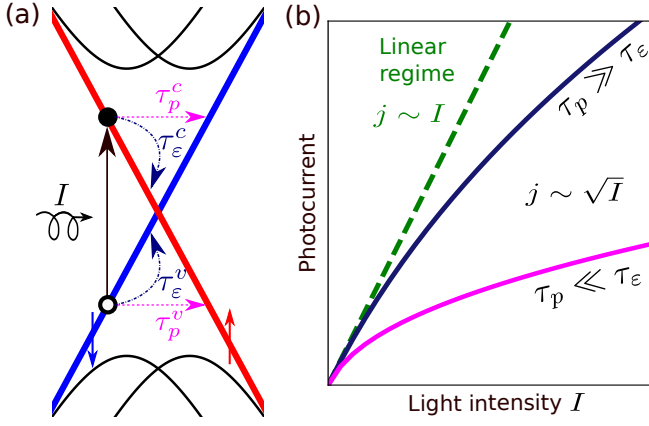 (a)
τ_p^c
τ_ε^c
I
τ_ε^v
τ_p^v
(b)
Linear
regime
j ~ I
τ_p ≫ τ_ε
j ~ √I
τ_p ≪ τ_ε
Photocurrent
Light intensity I